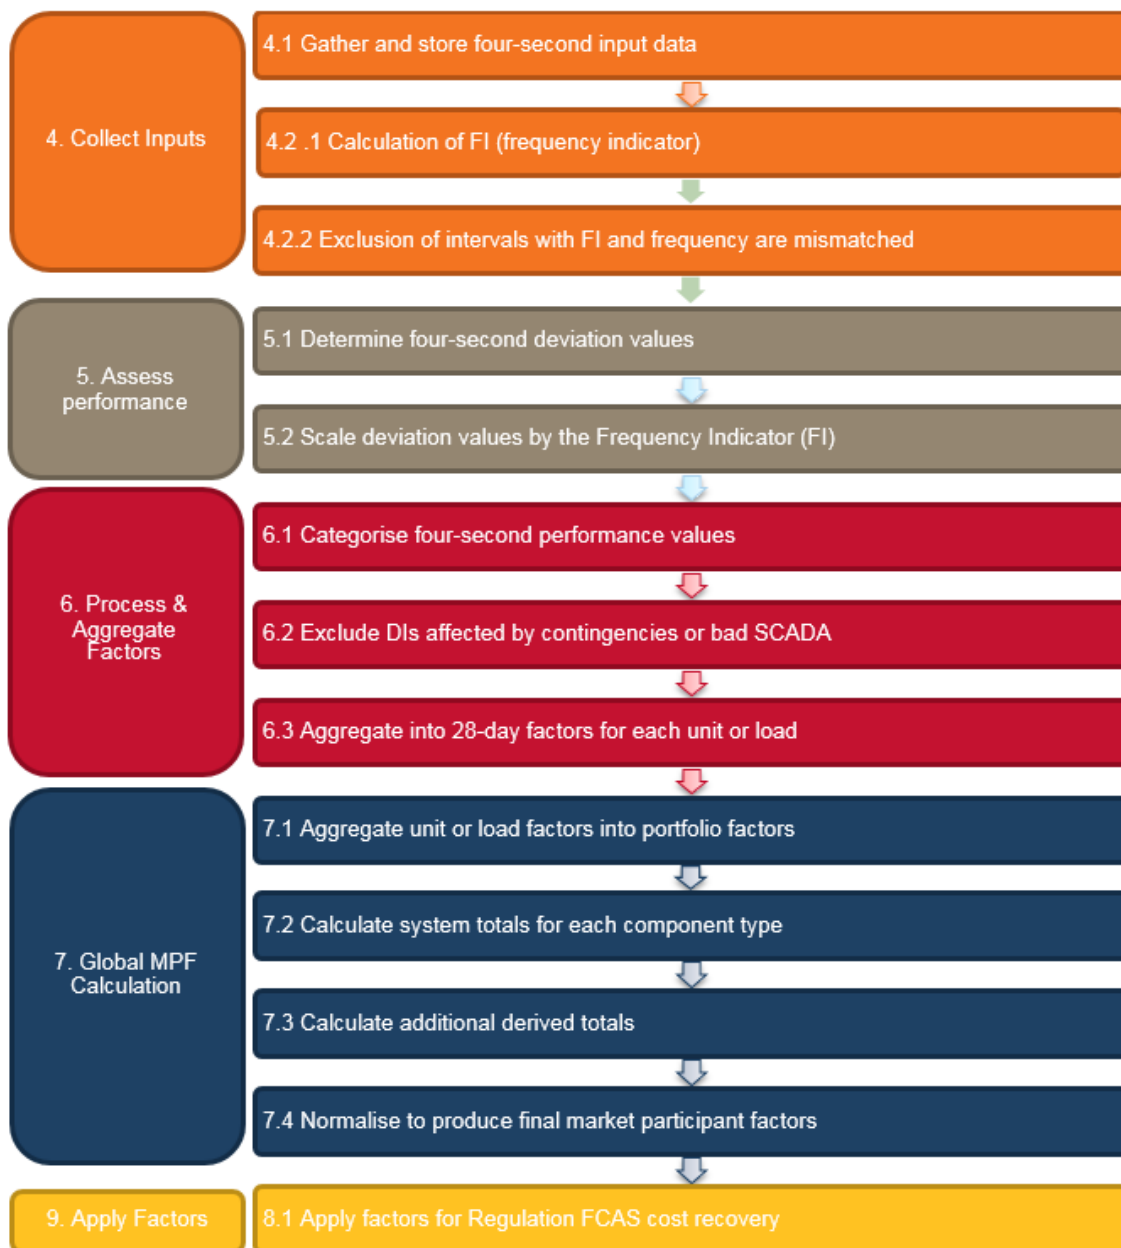 4. Collect Inputs
4.1 Gather and store four-second input data
4.2 .1 Calculation of FI (frequency indicator)
4.2.2 Exclusion of intervals with FI and frequency are mismatched
5. Assess
performance
5.1 Determine four-second deviation values
5.2 Scale deviation values by the Frequency Indicator (FI)
6. Process &
Aggregate
Factors
6.1 Categorise four-second performance values
6.2 Exclude DIs affected by contingencies or bad SCADA
6.3 Aggregate into 28-day factors for each unit or load
7. Global MPF
Calculation
7.1 Aggregate unit or load factors into portfolio factors
7.2 Calculate system totals for each component type
7.3 Calculate additional derived totals
7.4 Normalise to produce final market participant factors
9. Apply Factors
8.1 Apply factors for Regulation FCAS cost recovery